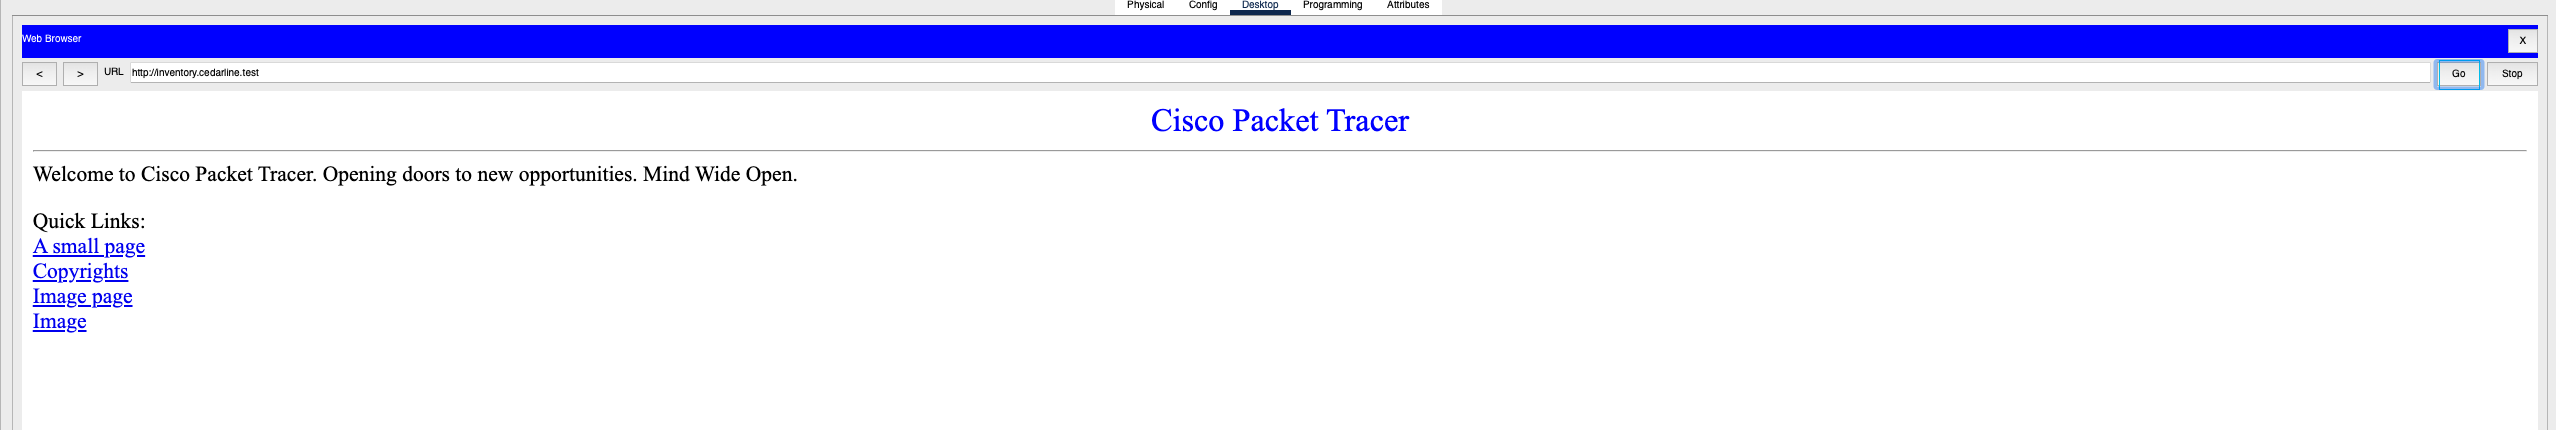 Physical Config Desktop Programming Attributes
Web Browser X
< > URL http://inventory.cedarline.test Go Stop
Cisco Packet Tracer
Welcome to Cisco Packet Tracer. Opening doors to new opportunities. Mind Wide Open.
Quick Links:
A small page
Copyrights
Image page
Image